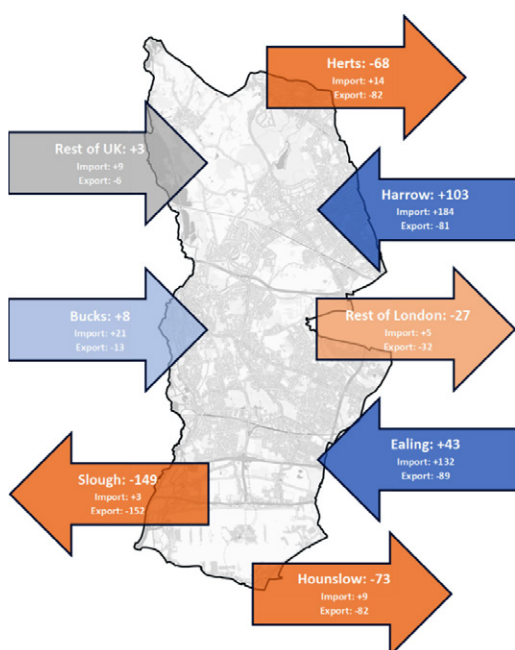 Herts: -68
Import: +14
Export: -82
Rest of UK: +3
Import: +9
Export: -6
Harrow: +103
Import: +184
Export: -81
Bucks: +8
Import: +21
Export: -13
Rest of London: -27
Import: +5
Export: -32
Ealing: +43
Import: +132
Export: -89
Slough: -149
Import: +3
Export: -152
Hounslow: -73
Import: +9
Export: -82